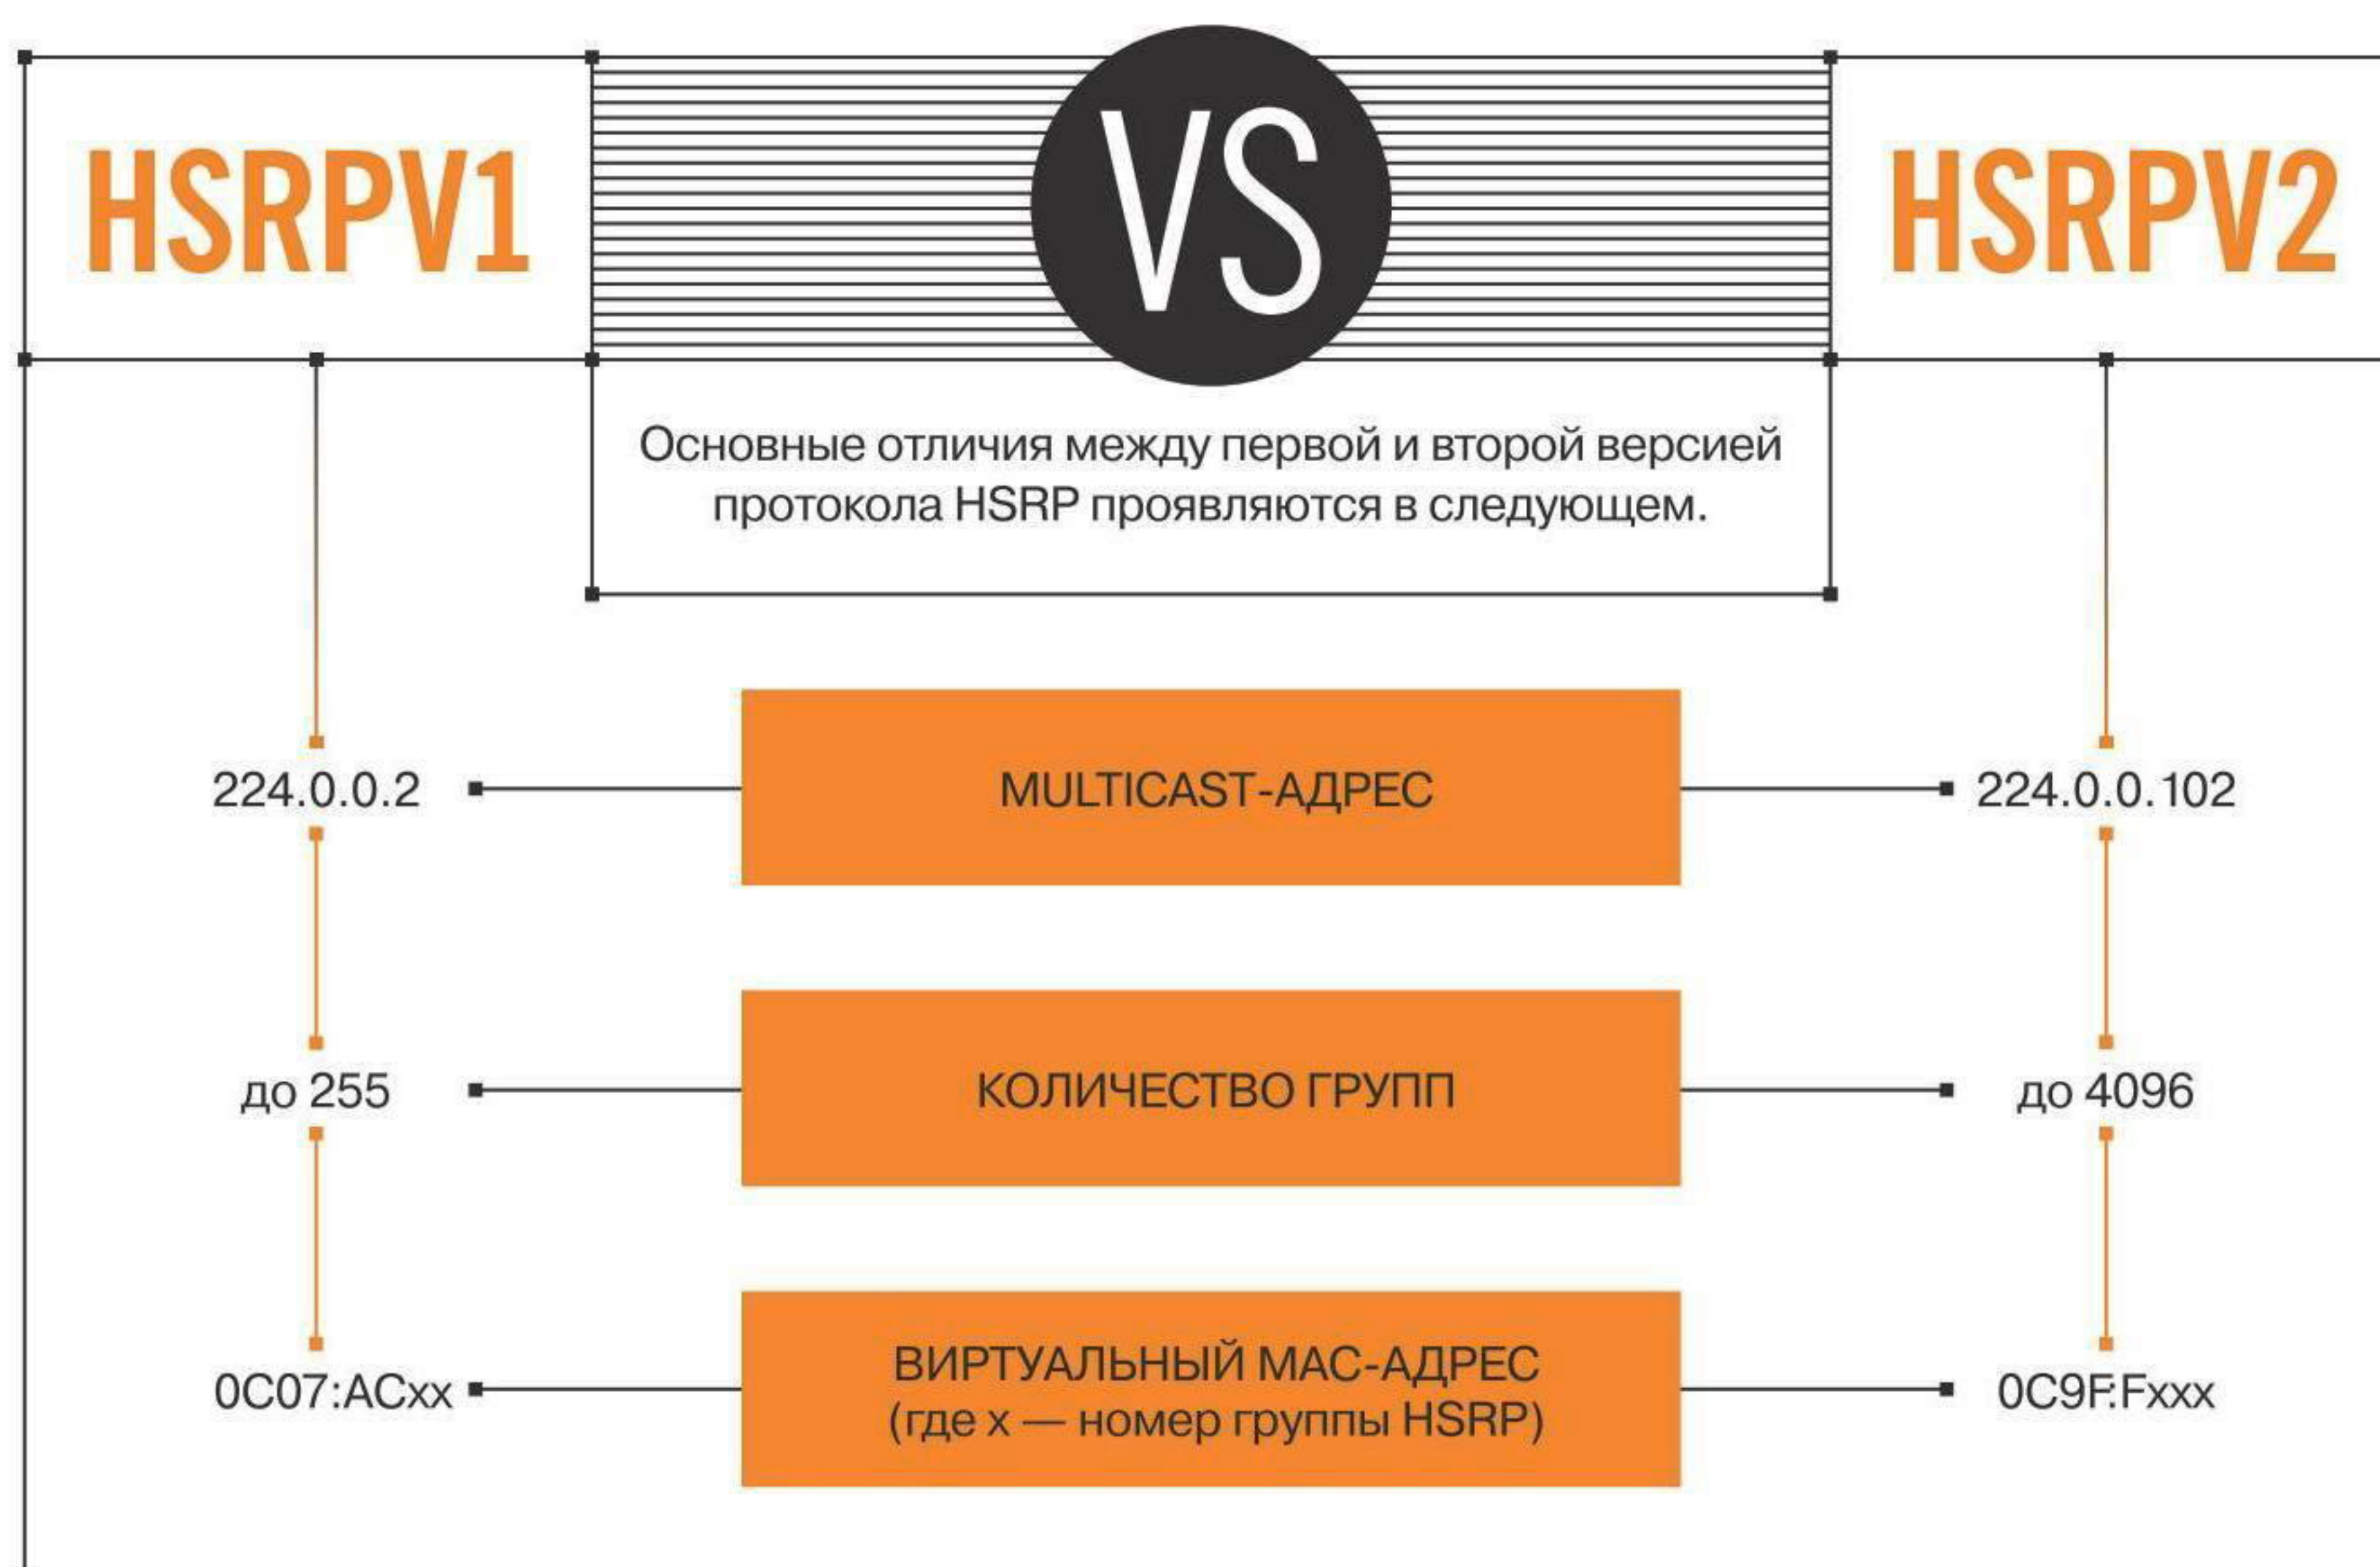 HSRPV1
VS
HSRPV2
Основные отличия между первой и второй версией
протокола HSRP проявляются в следующем.
224.0.0.2
MULTICAST-АДРЕС
224.0.0.102
до 255
КОЛИЧЕСТВО ГРУПП
до 4096
0C07:ACxx
ВИРТУАЛЬНЫЙ MAC-АДРЕС
(где x — номер группы HSRP)
0C9F:Fxxx